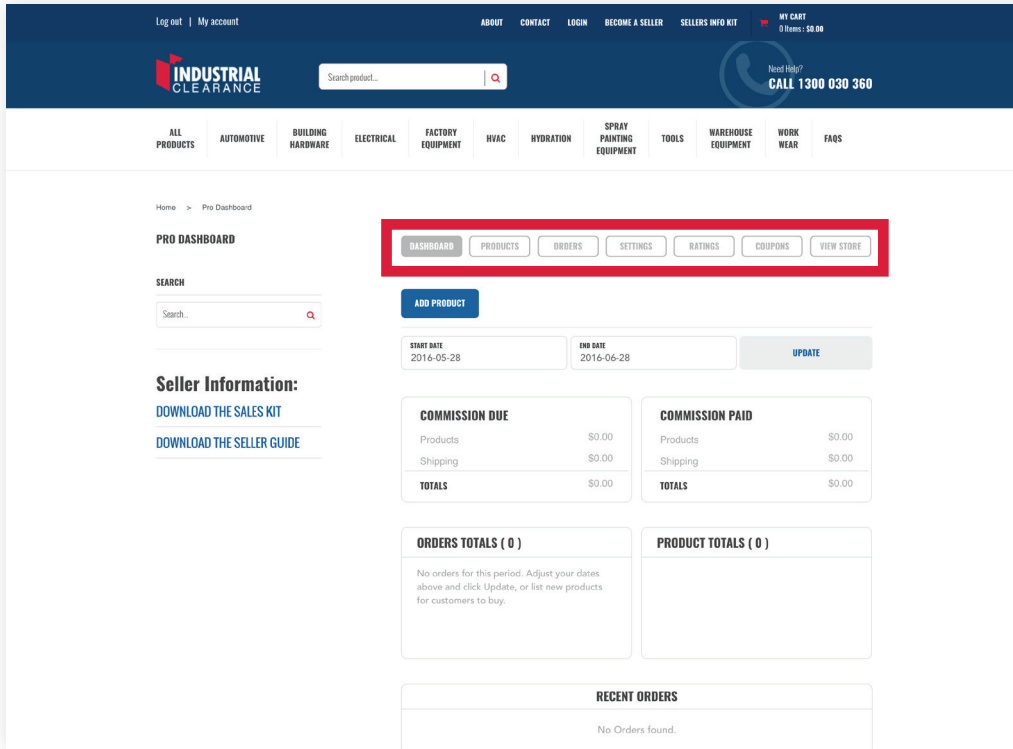 Log out | My account
ABOUT CONTACT LOGIN BECOME A SELLER SELLERS INFO KIT
MY CART
0 Items : $0.00
INDUSTRIAL
CLEARANCE
Search product...
Need Help?
CALL 1300 030 360
ALL PRODUCTS
AUTOMOTIVE
BUILDING HARDWARE
ELECTRICAL
FACTORY EQUIPMENT
HVAC
HYDRATION
SPRAY PAINTING EQUIPMENT
TOOLS
WAREHOUSE EQUIPMENT
WORK WEAR
FAQS
Home > Pro Dashboard
PRO DASHBOARD
SEARCH
Search...
Seller Information:
DOWNLOAD THE SALES KIT
DOWNLOAD THE SELLER GUIDE
DASHBOARD PRODUCTS ORDERS SETTINGS RATINGS COUPONS VIEW STORE
ADD PRODUCT
START DATE
2016-05-28
END DATE
2016-06-28
UPDATE
COMMISSION DUE
Products $0.00
Shipping $0.00
TOTALS $0.00
COMMISSION PAID
Products $0.00
Shipping $0.00
TOTALS $0.00
ORDERS TOTALS ( 0 )
No orders for this period. Adjust your dates
above and click Update, or list new products
for customers to buy.
PRODUCT TOTALS ( 0 )
RECENT ORDERS
No Orders found.